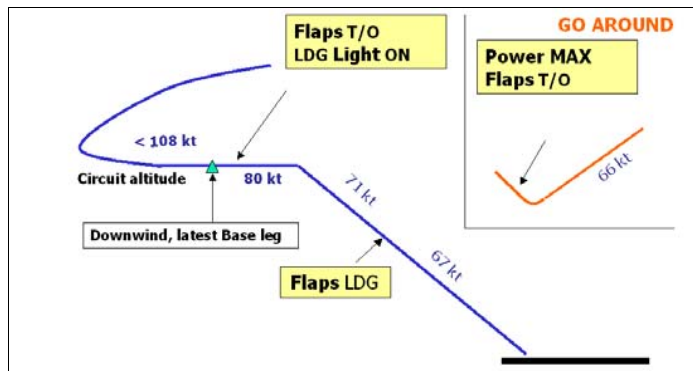 Flaps T/O
LDG Light ON
GO AROUND
Power MAX
Flaps T/O
66 kt
< 108 kt
Circuit altitude
80 kt
71 kt
Downwind, latest Base leg
Flaps LDG
67 kt